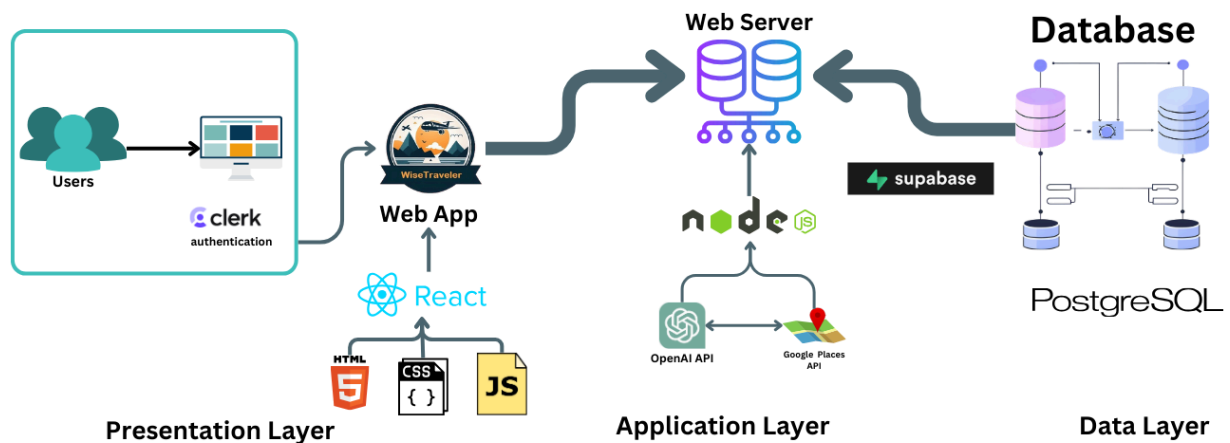 Web Server
Database
Users
clerk
authentication
WiseTraveler
Web App
supabase
node
JS
React
PostgreSQL
HTML
5
CSS
{ }
JS
OpenAI API
Google Places
API
Presentation Layer
Application Layer
Data Layer